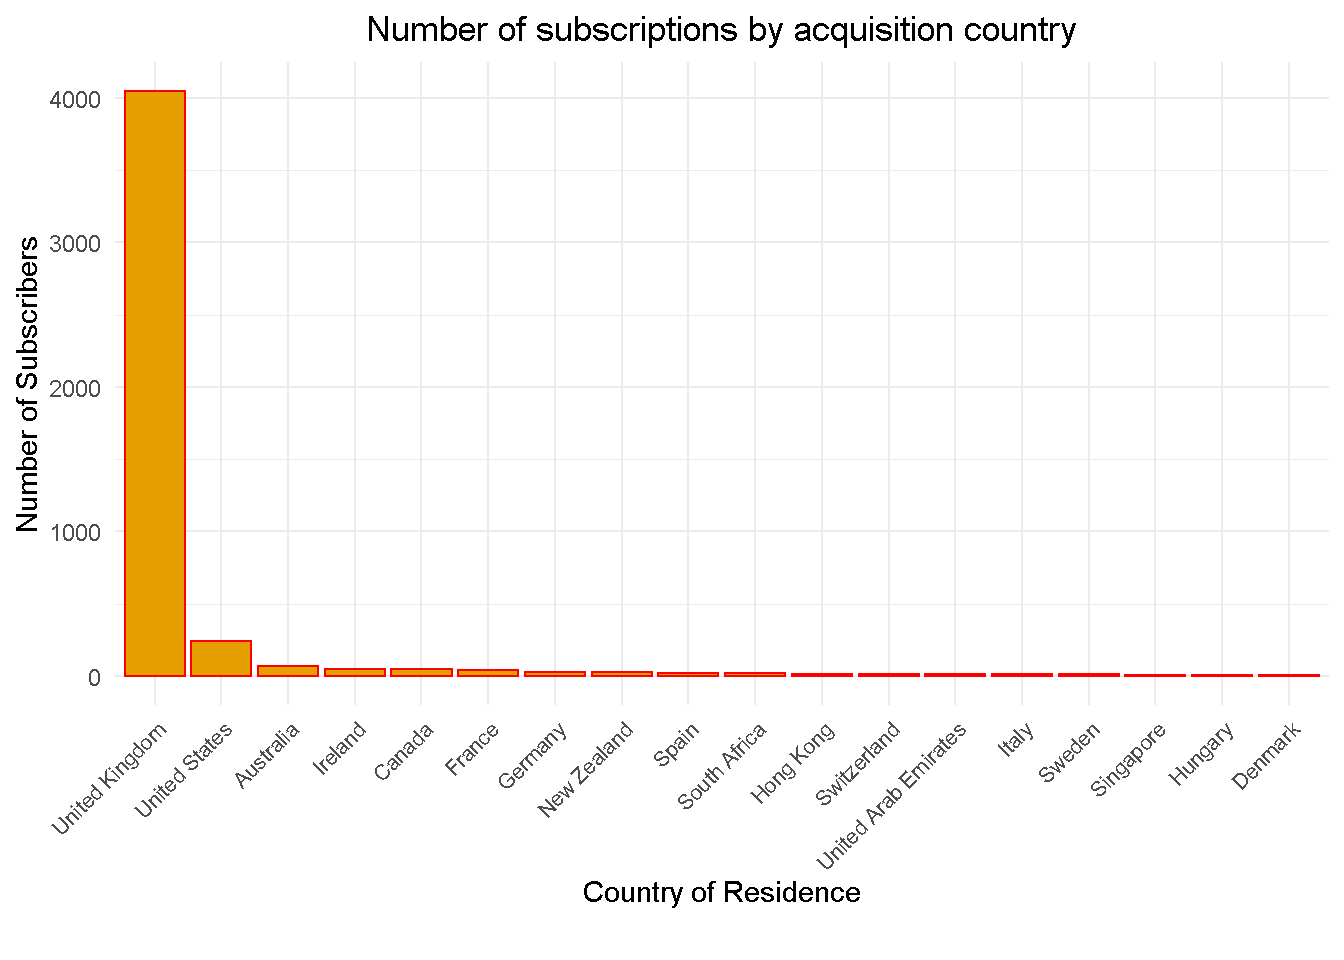 Number of subscriptions by acquisition country
Number of Subscribers
4000
3000
2000
1000
0
United Kingdom
United States
Australia
Ireland
Canada
France
Germany
New Zealand
Spain
South Africa
Hong Kong
Switzerland
United Arab Emirates
Italy
Sweden
Singapore
Hungary
Denmark
Country of Residence